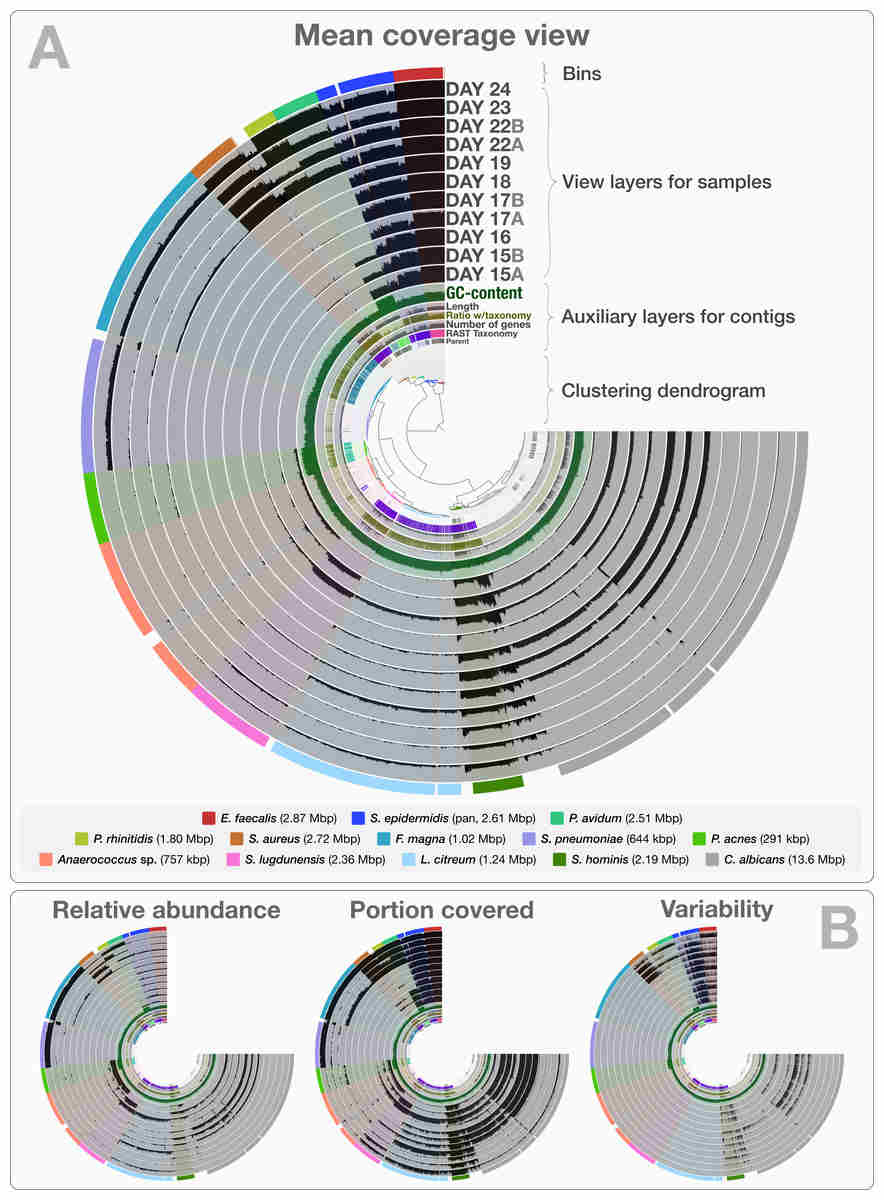 A
Mean coverage view
Bins
DAY 24
DAY 23
DAY 22B
DAY 22A
DAY 19
DAY 18
View layers for samples
DAY 17B
DAY 17A
DAY 16
DAY 15B
DAY 15A
GC-content
Length
Ratio w/taxonomy
Auxiliary layers for contigs
Number of genes
RAST Taxonomy
Parent
Clustering dendrogram
E. faecalis (2.87 Mbp) S. epidermidis (pan, 2.61 Mbp) P. avidum (2.51 Mbp)
P. rhinitidis (1.80 Mbp) S. aureus (2.72 Mbp) F. magna (1.02 Mbp) S. pneumoniae (644 kbp) P. acnes (291 kbp)
Anaerococcus sp. (757 kbp) S. lugdunensis (2.36 Mbp) L. citreum (1.24 Mbp) S. hominis (2.19 Mbp) C. albicans (13.6 Mbp)
Relative abundance Portion covered Variability B